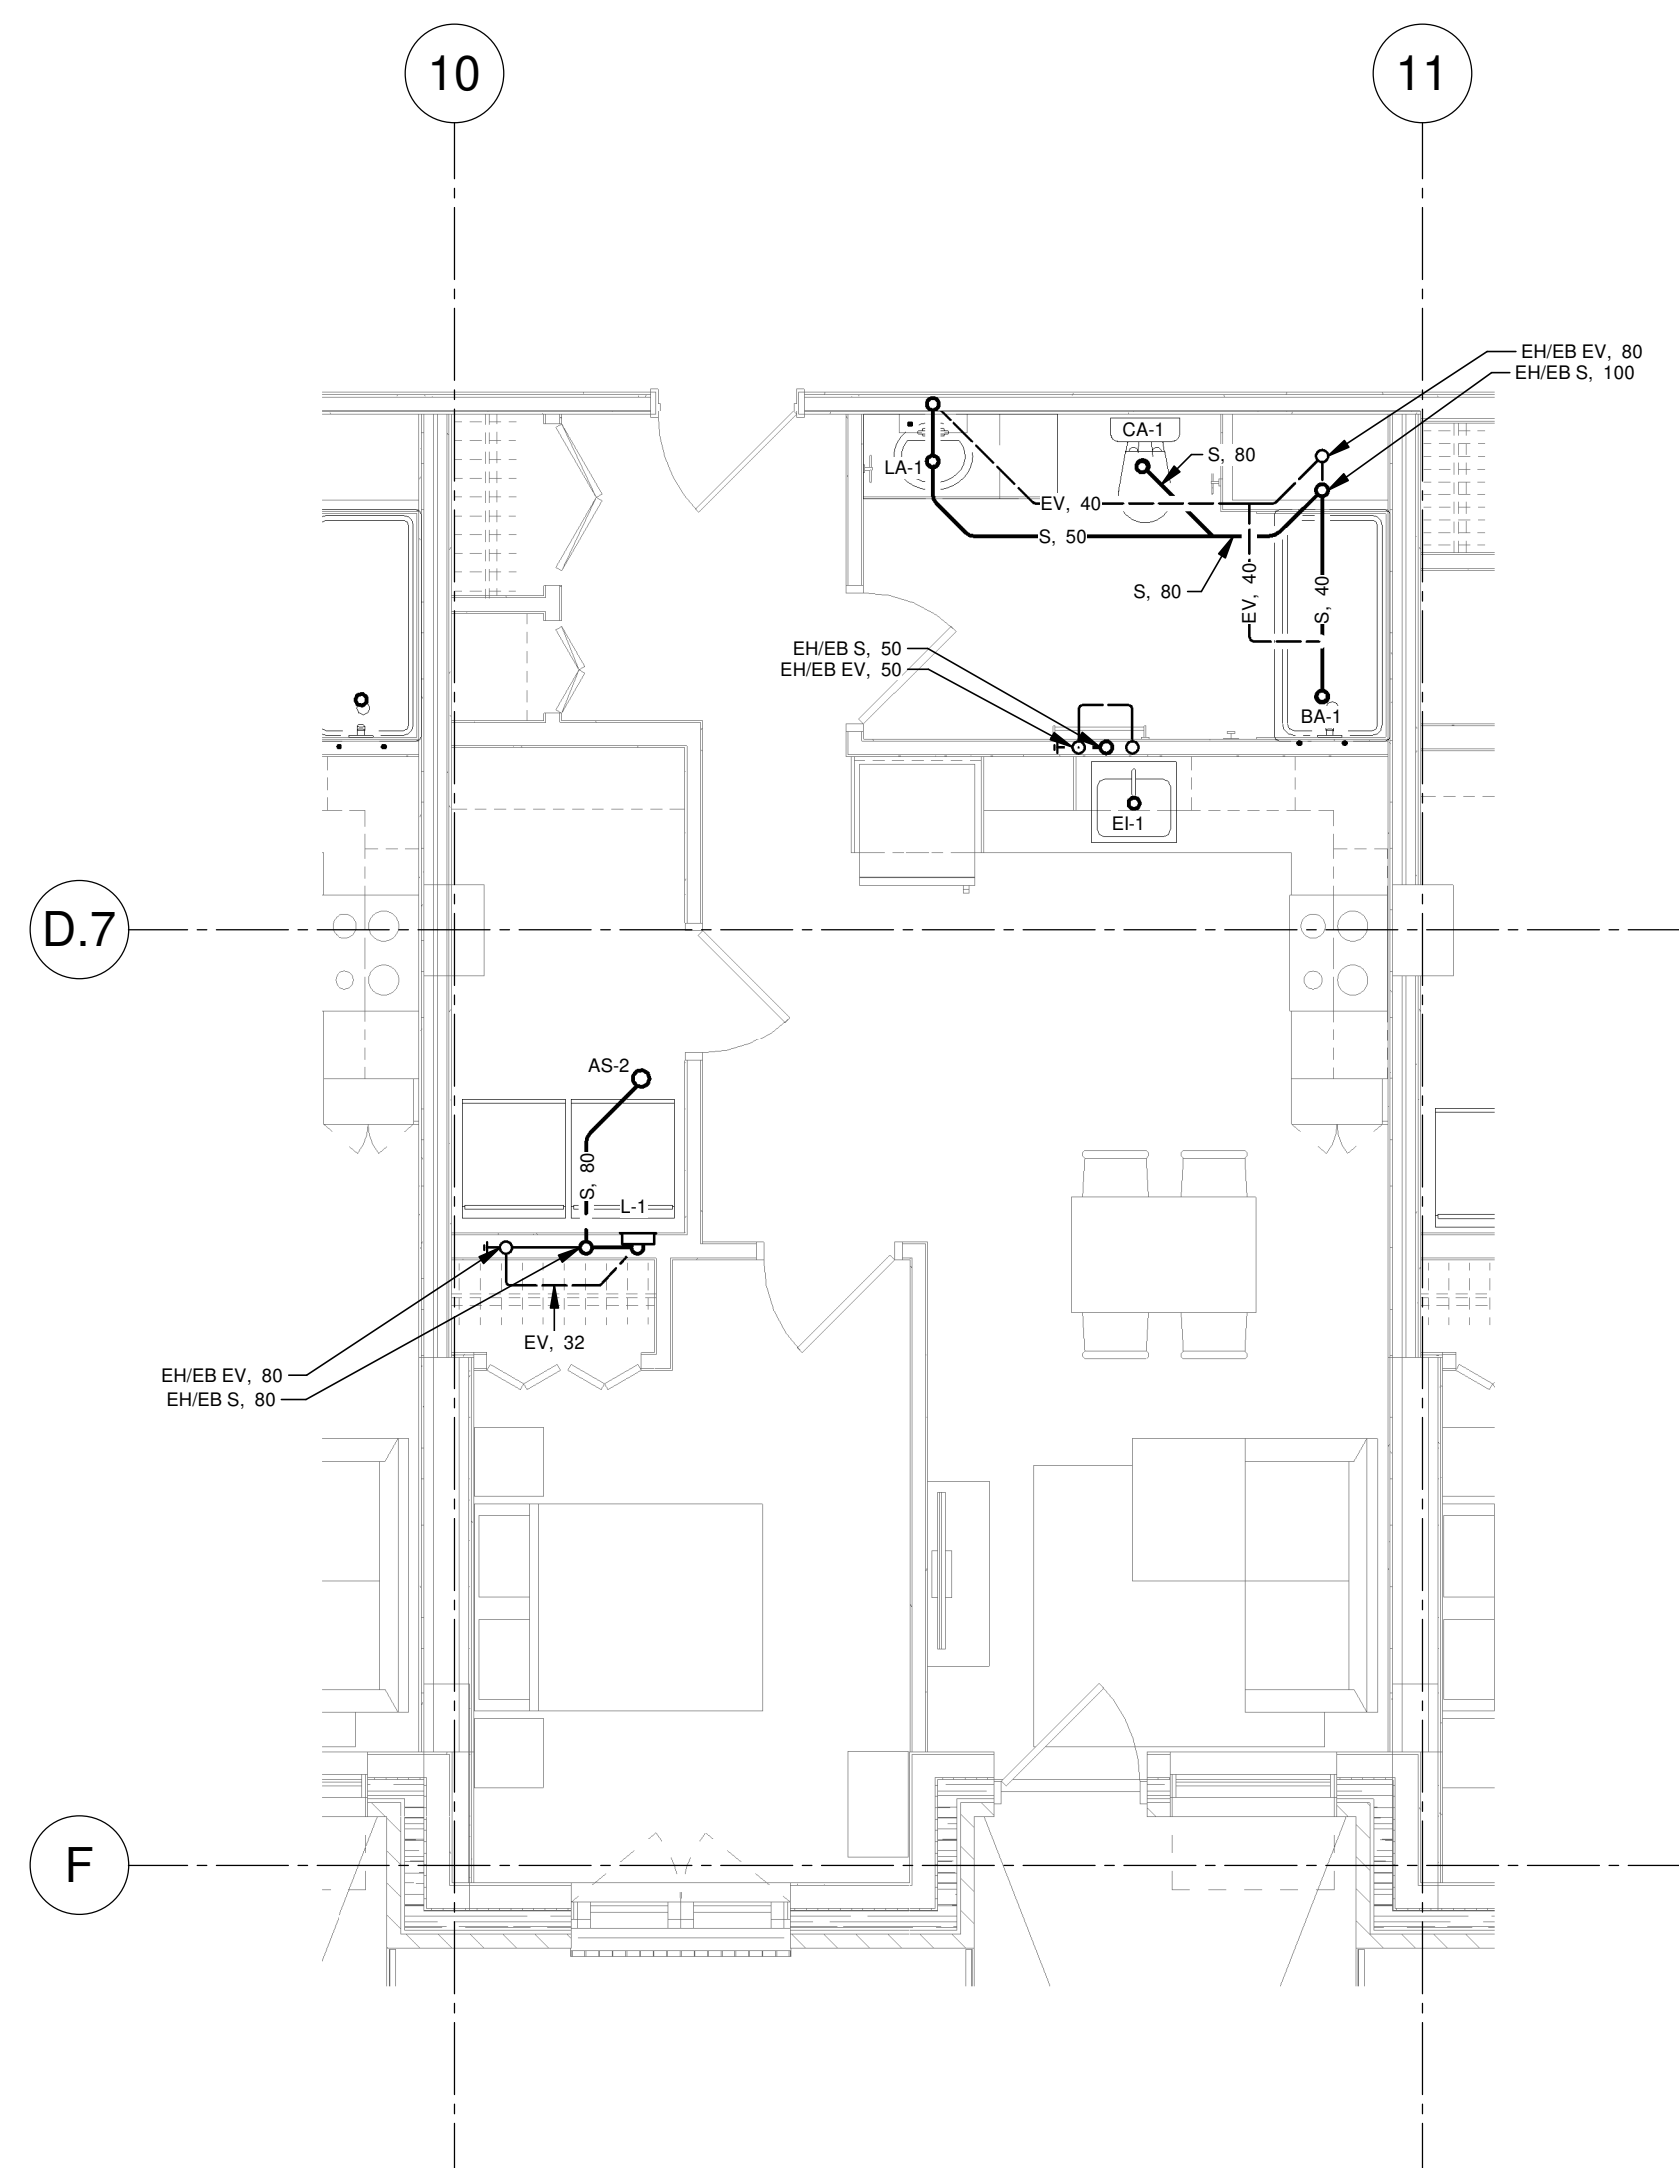 10
11
EH/EB EV, 80
EH/EB S, 100
CA-1
S, 80
LA-1
EV, 40
S, 50
S, 80
EV, 40
S, 40
EH/EB S, 50
EH/EB EV, 50
BA-1
EI-1
D.7
AS-2
S, 80
L-1
EV, 32
EH/EB EV, 80
EH/EB S, 80
F